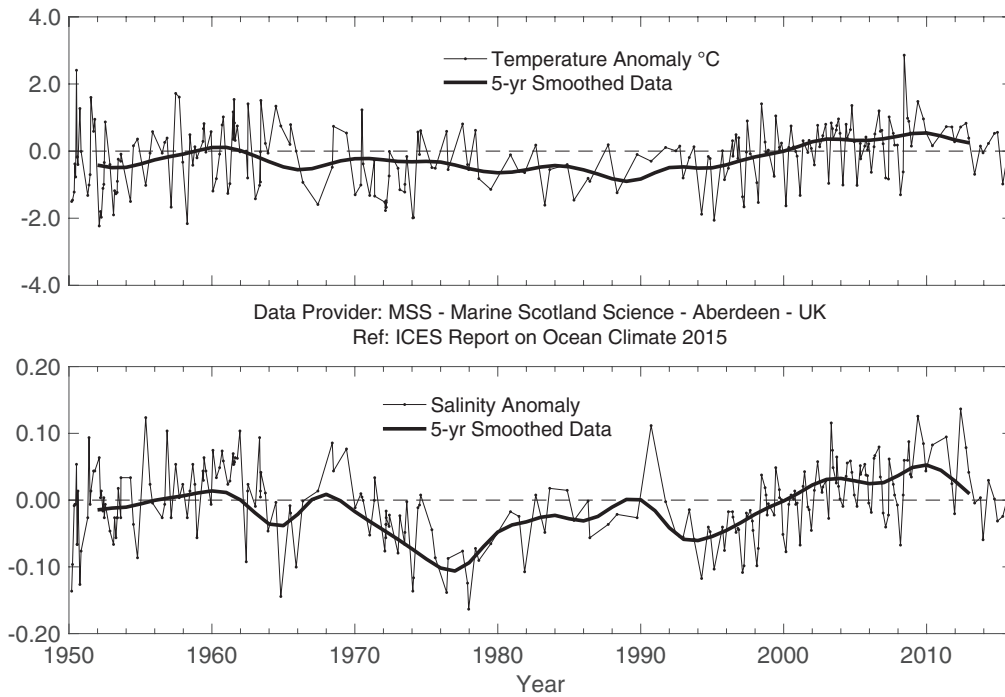 4.0
2.0
0.0
-2.0
-4.0
Temperature Anomaly °C
5-yr Smoothed Data
Data Provider: MSS - Marine Scotland Science - Aberdeen - UK
Ref: ICES Report on Ocean Climate 2015
0.20
0.10
0.00
-0.10
-0.20
Salinity Anomaly
5-yr Smoothed Data
1950 1960 1970 1980 1990 2000 2010
Year